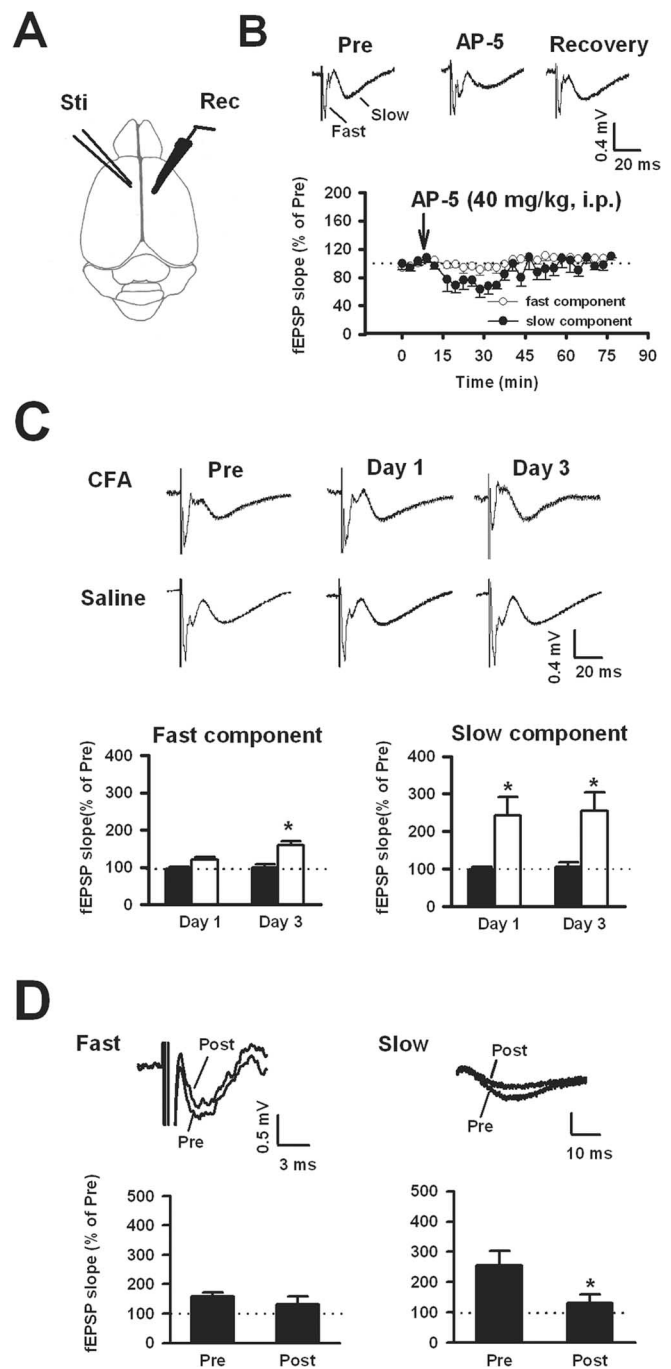 A
Sti
Rec
B
Pre
AP-5
Recovery
Slow
Fast
0.4 mV
20 ms
fEPSP slope (% of Pre)
200
160
120
80
40
0
AP-5 (40 mg/kg, i.p.)
fast component
slow component
0 15 30 45 60 75 90
Time (min)
C
Pre
Day 1
Day 3
CFA
Saline
0.4 mV
20 ms
Fast component
fEPSP slope(% of Pre)
400
300
200
100
0
*
Day 1
Day 3
Slow component
fEPSP slope(% of Pre)
400
300
200
100
0
*
*
Day 1
Day 3
D
Fast
Post
Pre
0.5 mV
3 ms
Slow
Post
Pre
10 ms
fEPSP slope (% of Pre)
500
400
300
200
100
0
Pre
Post
500
400
300
200
100
0
*
Pre
Post